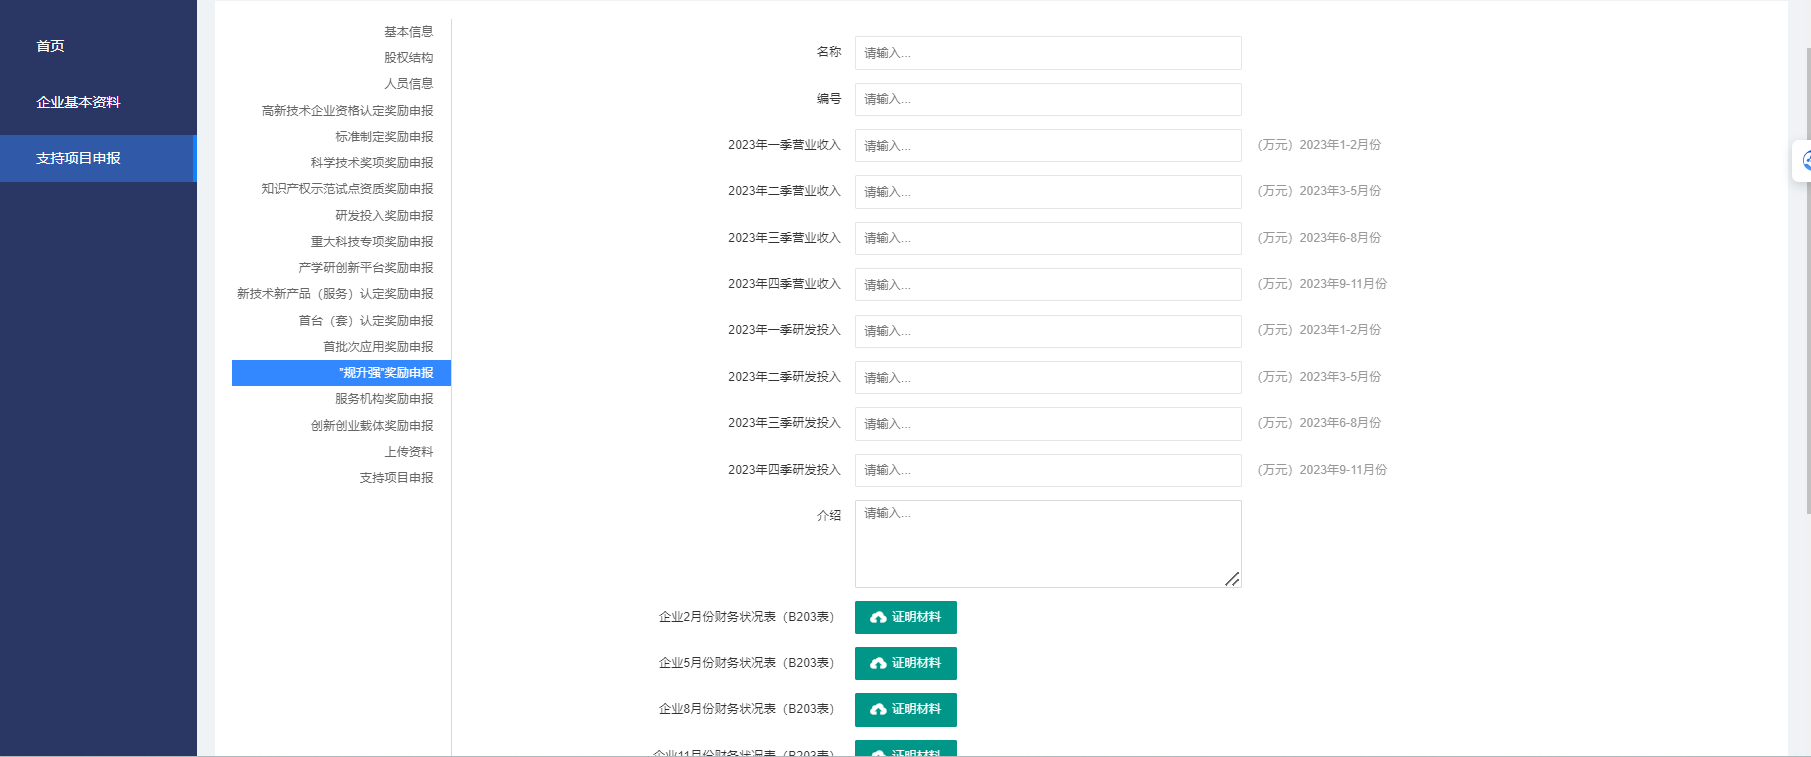 首页
企业基本资料
支持项目申报
基本信息
股权结构
人员信息
高新技术企业资格认定奖励申报
标准制定奖励申报
科学技术奖项奖励申报
知识产权示范试点资质奖励申报
研发投入奖励申报
重大科技专项奖励申报
产学研创新平台奖励申报
新技术新产品（服务）认定奖励申报
首台（套）认定奖励申报
首批次应用奖励申报
"规升强"奖励申报
服务机构奖励申报
创新创业载体奖励申报
上传资料
支持项目申报
名称 请输入...
编号 请输入...
2023年一季营业收入 请输入... (万元）2023年1-2月份
2023年二季营业收入 请输入... (万元）2023年3-5月份
2023年三季营业收入 请输入... (万元）2023年6-8月份
2023年四季营业收入 请输入... (万元）2023年9-11月份
2023年一季研发投入 请输入... (万元）2023年1-2月份
2023年二季研发投入 请输入... (万元）2023年3-5月份
2023年三季研发投入 请输入... (万元）2023年6-8月份
2023年四季研发投入 请输入... (万元）2023年9-11月份
介绍 请输入...
企业2月份财务状况表（B203表） 证明材料
企业5月份财务状况表（B203表） 证明材料
企业8月份财务状况表（B203表） 证明材料
企业11月份财务状况表（B203表） 证明材料